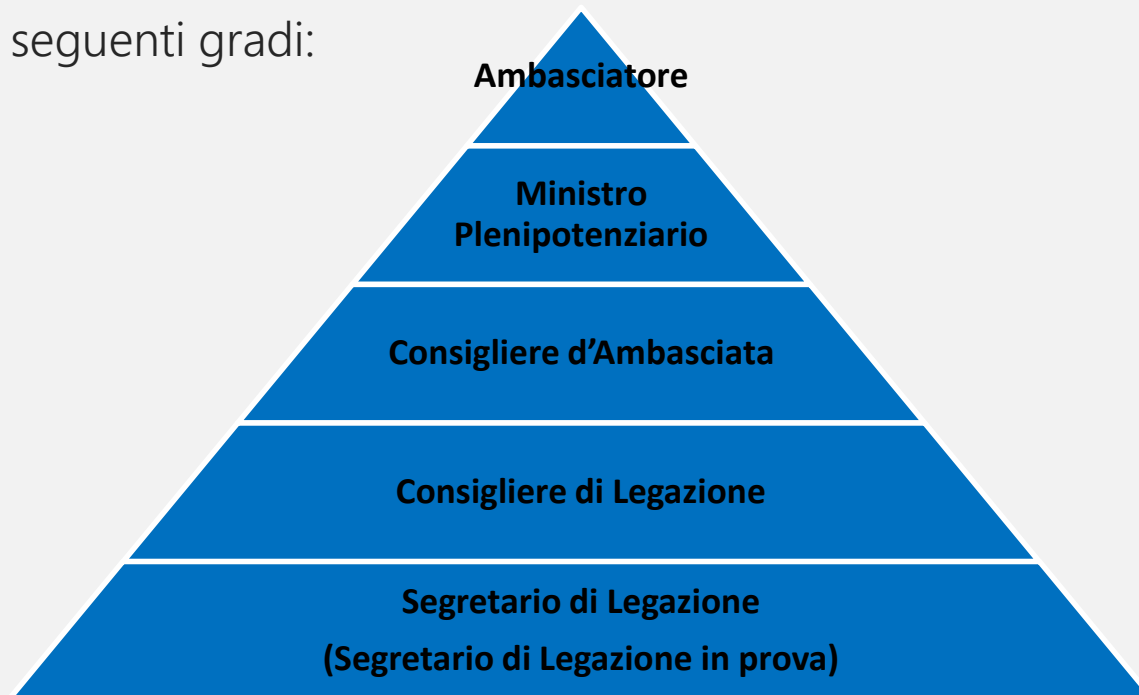 seguenti gradi:
Ambasciatore
Ministro
Plenipotenziario
Consigliere d’Ambasciata
Consigliere di Legazione
Segretario di Legazione
(Segretario di Legazione in prova)